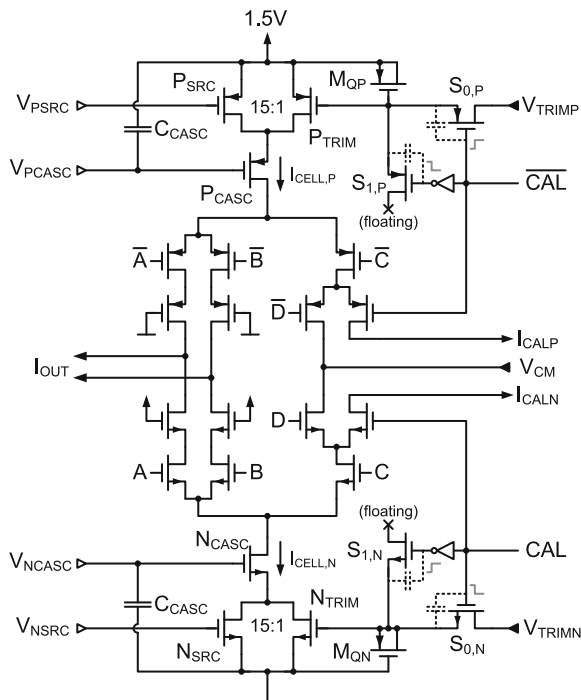 1.5V
P_SRC M_QP S_0,P
V_PSRC 15:1 V_TRIMP
C_CASC P_TRIM
V_PCASC I_CELL,P S_1,P C̅A̅L̅
P_CASC (floating)
A̅ B̅ C̅
D̅
I_CALP
I_OUT V_CM
I_CALN
D
A B C
(floating)
N_CASC
V_NCASC I_CELL,N S_1,N CAL
C_CASC N_TRIM
V_NSRC 15:1 V_TRIMN
N_SRC M_QN S_0,N